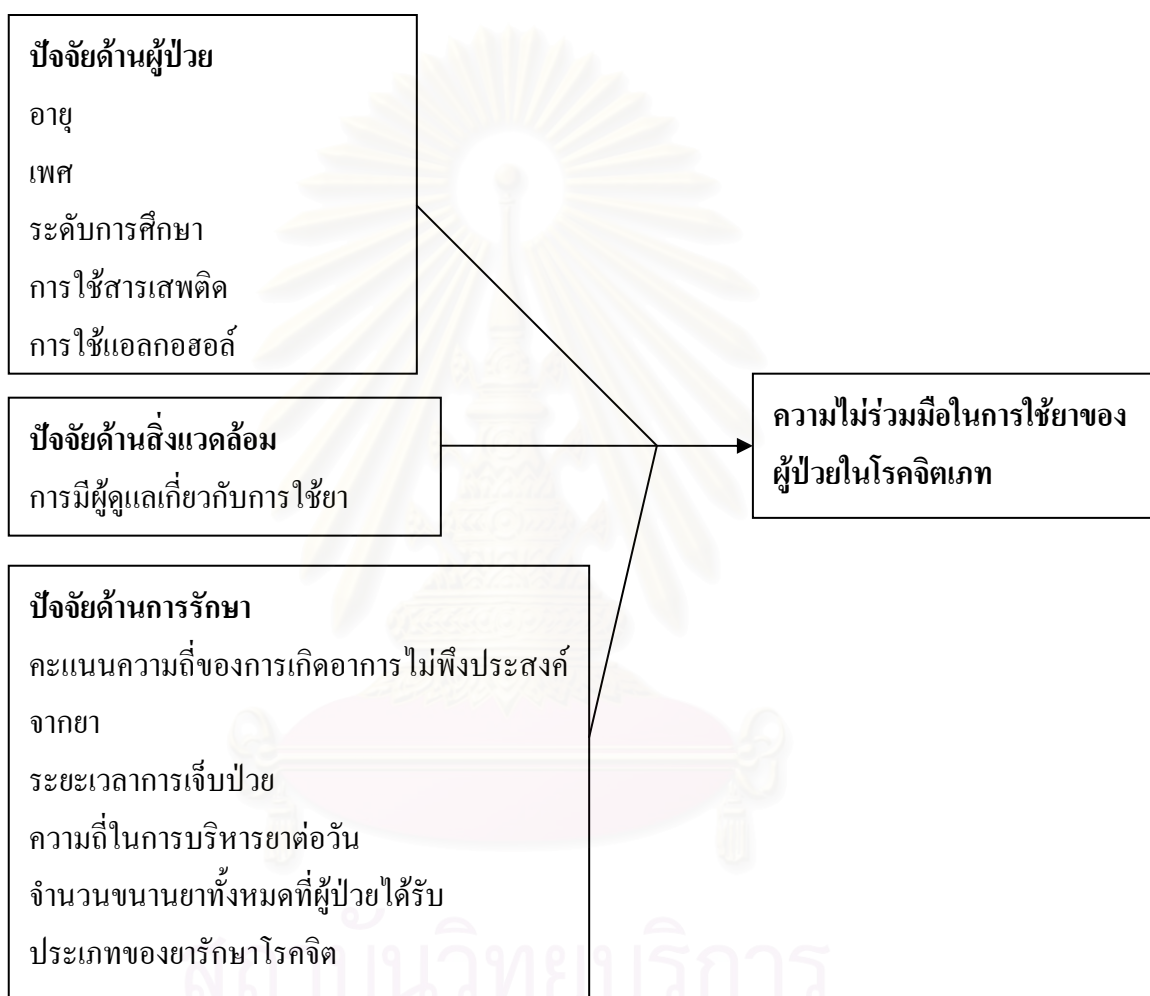 ปัจจัยด้านผู้ป่วย
อายุ
เพศ
ระดับการศึกษา
การใช้สารเสพติด
การใช้แอลกอฮอล์
ปัจจัยด้านสิ่งแวดล้อม
การมีผู้ดูแลเกี่ยวกับการใช้ยา
ความไม่ร่วมมือในการใช้ยาของ
ผู้ป่วยในโรคจิตเภท
ปัจจัยด้านการรักษา
คะแนนความถี่ของการเกิดอาการไม่พึงประสงค์
จากยา
ระยะเวลาการเจ็บป่วย
ความถี่ในการบริหารยาต่อวัน
จำนวนขนานยาทั้งหมดที่ผู้ป่วยได้รับ
ประเภทของยารักษาโรคจิต
สถาบันวิทยบริการ